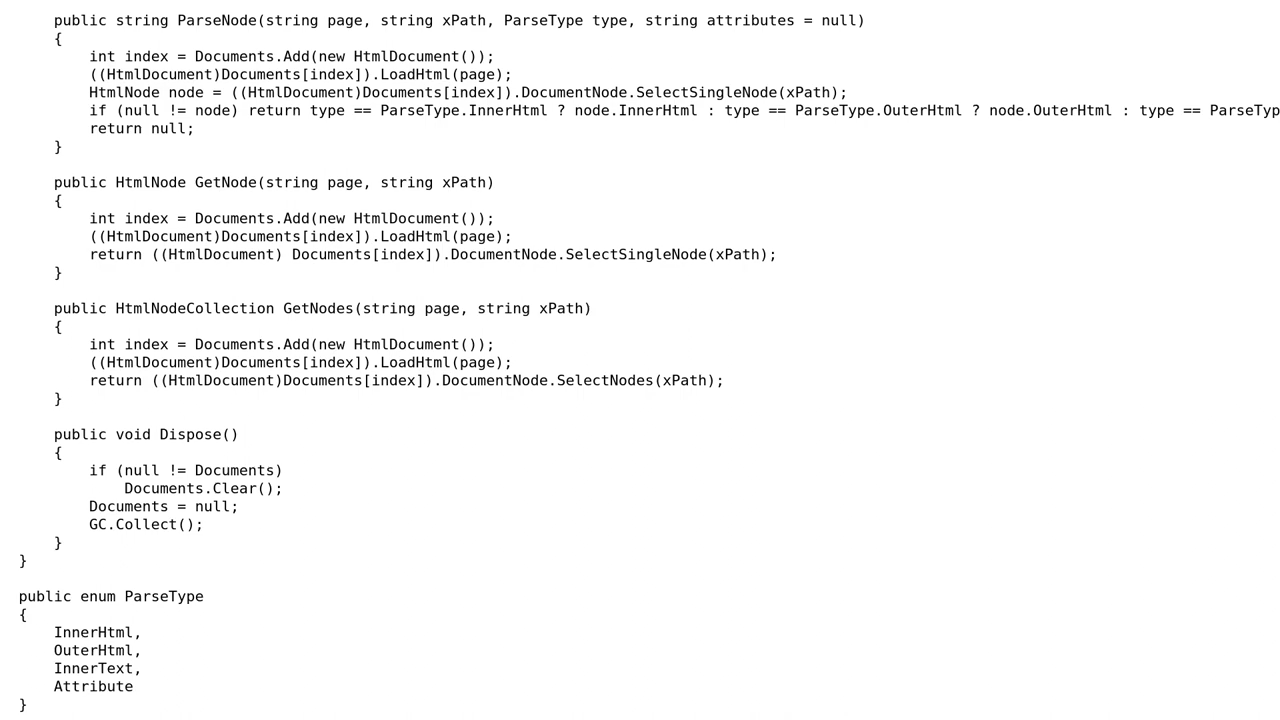 public string ParseNode(string page, string xPath, ParseType type, string attributes = null)
{
int index = Documents.Add(new HtmlDocument());
((HtmlDocument)Documents[index]).LoadHtml(page);
HtmlNode node = ((HtmlDocument)Documents[index]).DocumentNode.SelectSingleNode(xPath);
if (null != node) return type == ParseType.InnerHtml ? node.InnerHtml : type == ParseType.OuterHtml ? node.OuterHtml : type == ParseTyp
return null;
}
public HtmlNode GetNode(string page, string xPath)
{
int index = Documents.Add(new HtmlDocument());
((HtmlDocument)Documents[index]).LoadHtml(page);
return ((HtmlDocument) Documents[index]).DocumentNode.SelectSingleNode(xPath);
}
public HtmlNodeCollection GetNodes(string page, string xPath)
{
int index = Documents.Add(new HtmlDocument());
((HtmlDocument)Documents[index]).LoadHtml(page);
return ((HtmlDocument)Documents[index]).DocumentNode.SelectNodes(xPath);
}
public void Dispose()
{
if (null != Documents)
Documents.Clear();
Documents = null;
GC.Collect();
}
}
public enum ParseType
{
InnerHtml,
OuterHtml,
InnerText,
Attribute
}